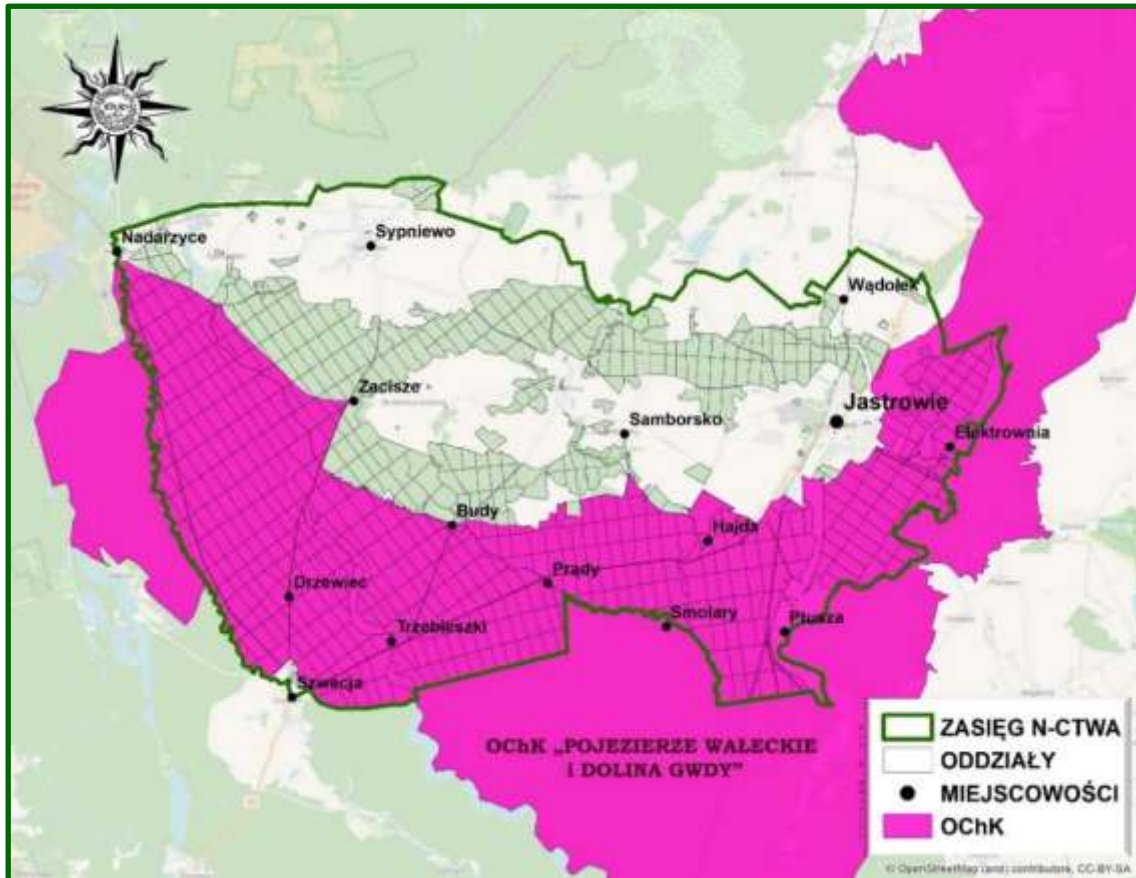 Nadarzyce
Sypniewo
Wądołek
Zacisze
Jastrowie
Samborsko
Elektrownia
Budy
Hajda
Prądy
Drzewiec
Smolary
Płusza
Trzebieszki
Szwecja
OChK „POJEZIERZE WAŁECKIE
I DOLINA GWDY”
ZASIĘG N-CTWA
ODDZIAŁY
MIEJSCOWOŚCI
OChK
© OpenStreetMap (and) contributors, CC-BY-SA